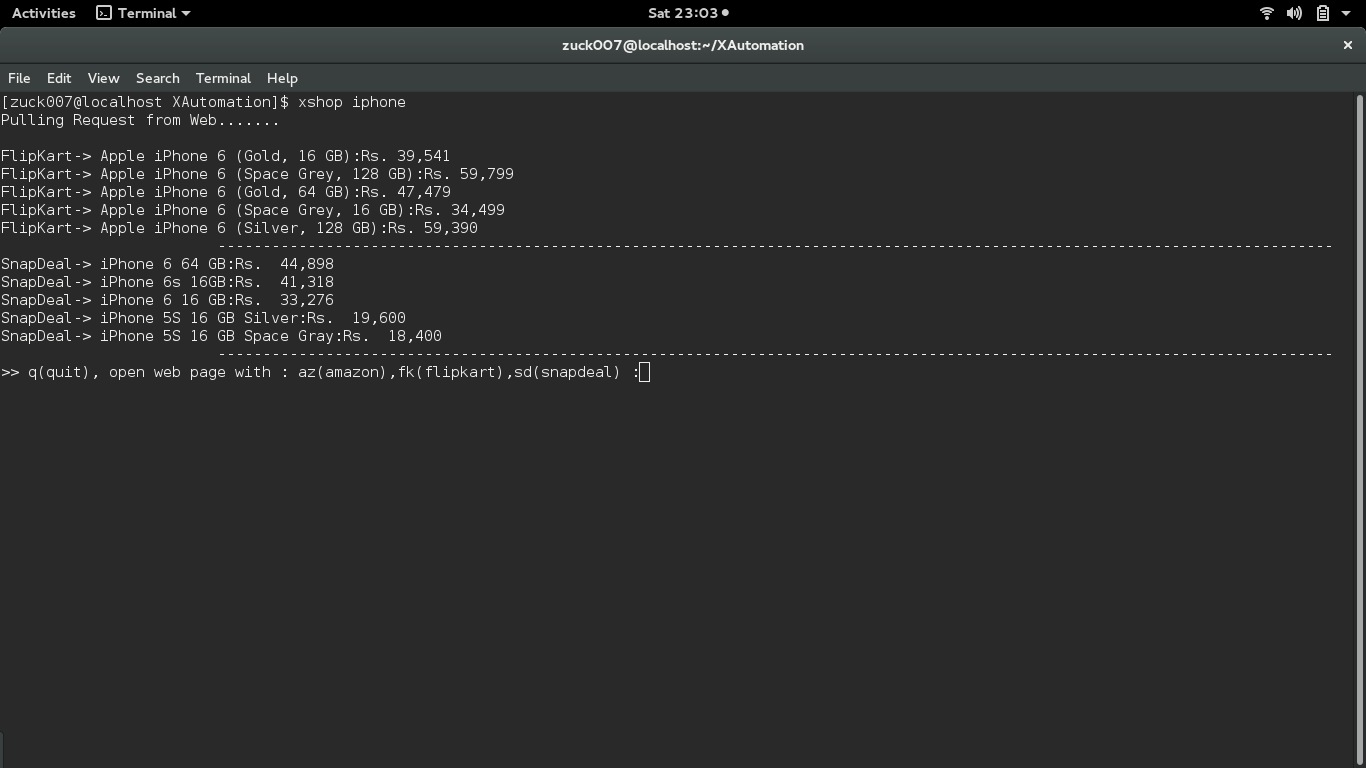 Activities Terminal Sat 23:03
zuck007@localhost:~/XAutomation ×
File Edit View Search Terminal Help
[zuck007@localhost XAutomation]$ xshop iphone
Pulling Request from Web.......
FlipKart-> Apple iPhone 6 (Gold, 16 GB):Rs. 39,541
FlipKart-> Apple iPhone 6 (Space Grey, 128 GB):Rs. 59,799
FlipKart-> Apple iPhone 6 (Gold, 64 GB):Rs. 47,479
FlipKart-> Apple iPhone 6 (Space Grey, 16 GB):Rs. 34,499
FlipKart-> Apple iPhone 6 (Silver, 128 GB):Rs. 59,390
----------------------------------------------------------------------------------------------------------------------------
SnapDeal-> iPhone 6 64 GB:Rs.  44,898
SnapDeal-> iPhone 6s 16GB:Rs.  41,318
SnapDeal-> iPhone 6 16 GB:Rs.  33,276
SnapDeal-> iPhone 5S 16 GB Silver:Rs.  19,600
SnapDeal-> iPhone 5S 16 GB Space Gray:Rs.  18,400
----------------------------------------------------------------------------------------------------------------------------
>> q(quit), open web page with : az(amazon),fk(flipkart),sd(snapdeal) :